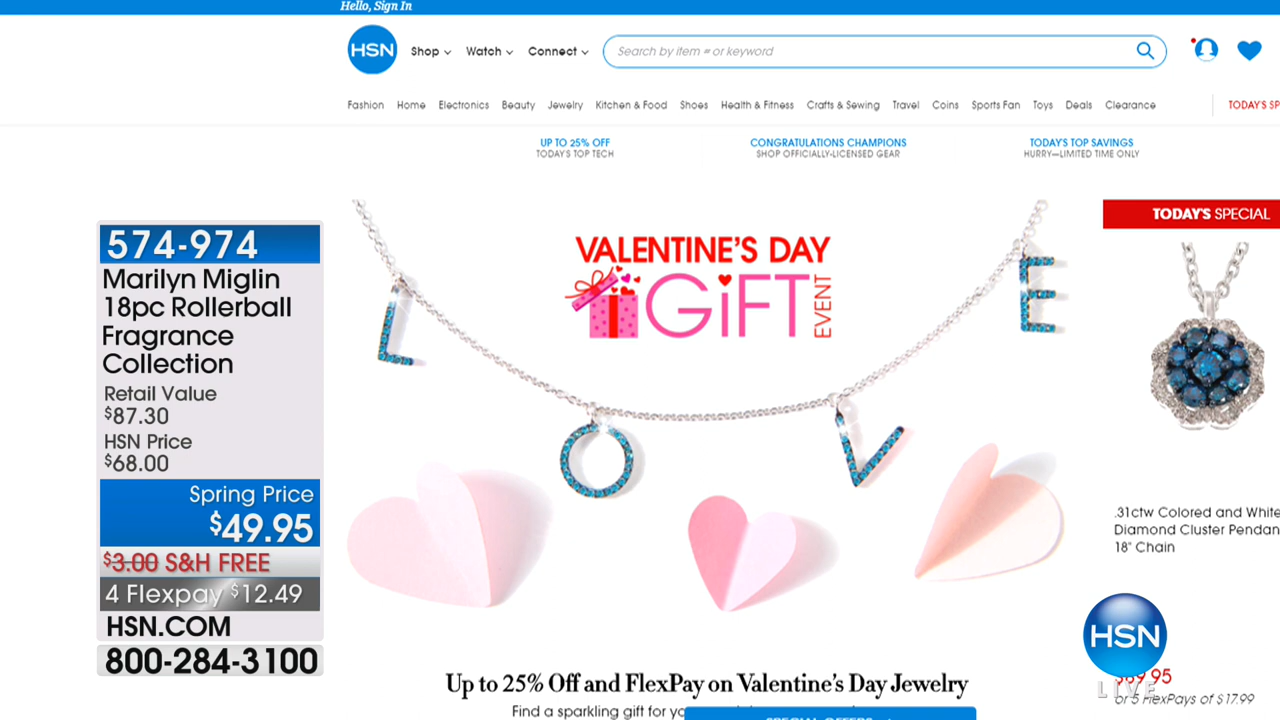 Hello, Sign In
HSN
Shop
Watch
Connect
Search by item # or keyword
Fashion Home Electronics Beauty Jewelry Kitchen & Food Shoes Health & Fitness Crafts & Sewing Travel Coins Sports Fan Toys Deals Clearance TODAY'S SP
UP TO 25% OFF
TODAY'S TOP TECH
CONGRATULATIONS CHAMPIONS
SHOP OFFICIALLY-LICENSED GEAR
TODAY'S TOP SAVINGS
HURRY—LIMITED TIME ONLY
574-974
Marilyn Miglin
18pc Rollerball
Fragrance
Collection
Retail Value
$87.30
HSN Price
$68.00
Spring Price
$49.95
$3.00 S&H FREE
4 Flexpay $12.49
HSN.COM
800-284-3100
VALENTINE'S DAY
GiFT
EVENT
L O V E
TODAY'S SPECIAL
.31ctw Colored and White
Diamond Cluster Pendan
18" Chain
HSN
LIVE
9.95
or 5 FlexPays of $17.99
Up to 25% Off and FlexPay on Valentine's Day Jewelry
Find a sparkling gift for yo